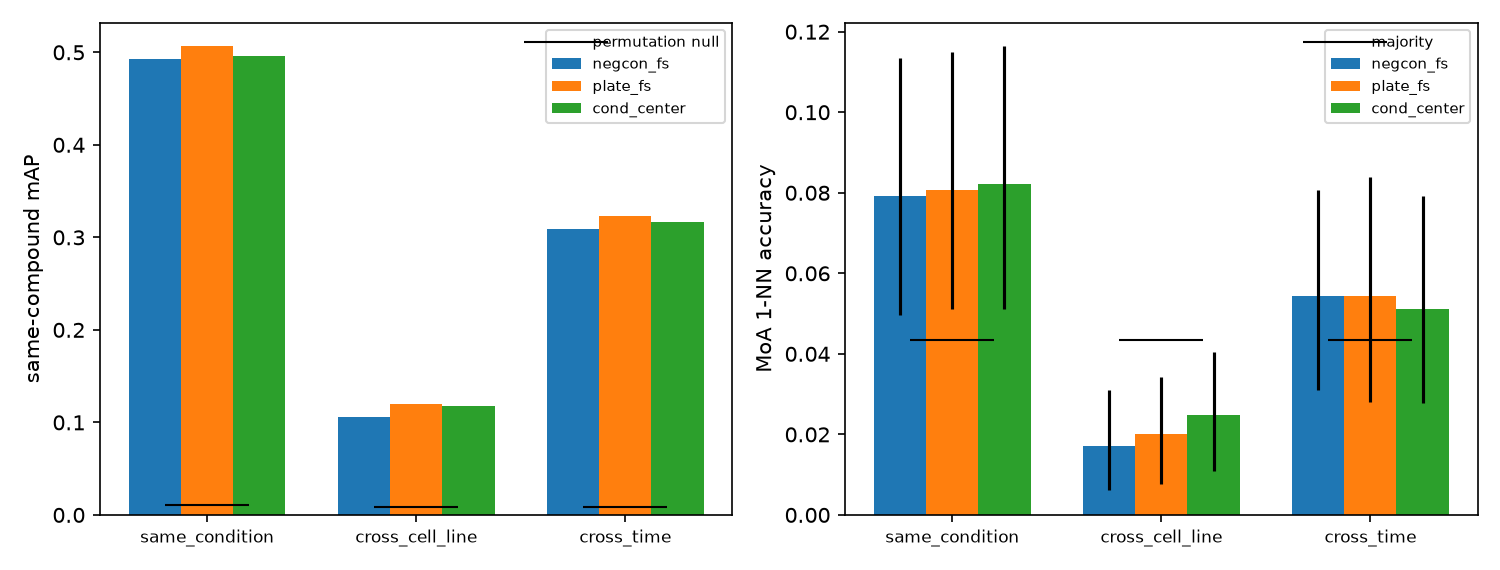 same-compound mAP
0.5
0.4
0.3
0.2
0.1
0.0
same_condition
cross_cell_line
cross_time
permutation null
negcon_fs
plate_fs
cond_center
MoA 1-NN accuracy
0.12
0.10
0.08
0.06
0.04
0.02
0.00
same_condition
cross_cell_line
cross_time
majority
negcon_fs
plate_fs
cond_center